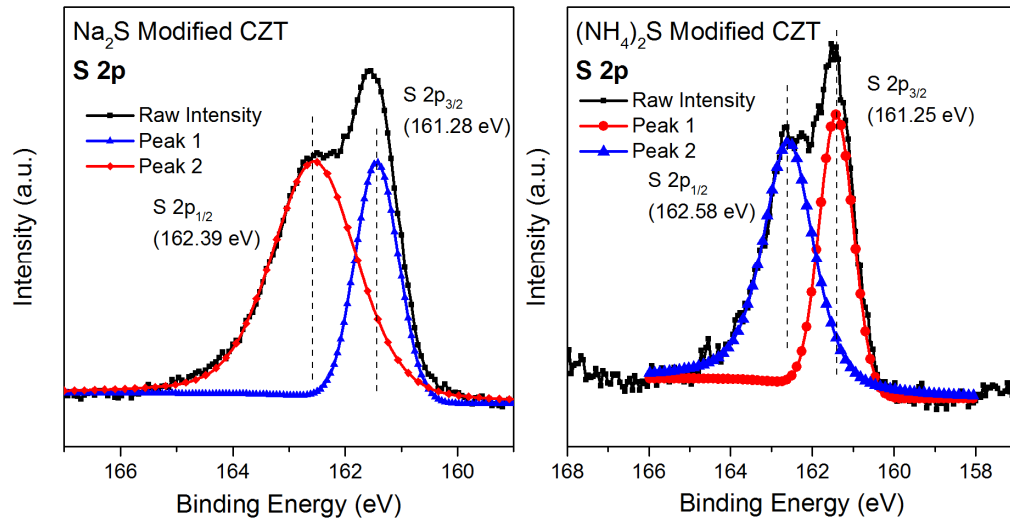 Na₂S Modified CZT
S 2p
Raw Intensity
Peak 1
Peak 2
S 2p₃/₂
(161.28 eV)
S 2p₁/₂
(162.39 eV)
Intensity (a.u.)
166
164
162
160
Binding Energy (eV)
(NH₄)₂S Modified CZT
S 2p
Raw Intensity
Peak 1
Peak 2
S 2p₃/₂
(161.25 eV)
S 2p₁/₂
(162.58 eV)
Intensity (a.u.)
168
166
164
162
160
158
Binding Energy (eV)